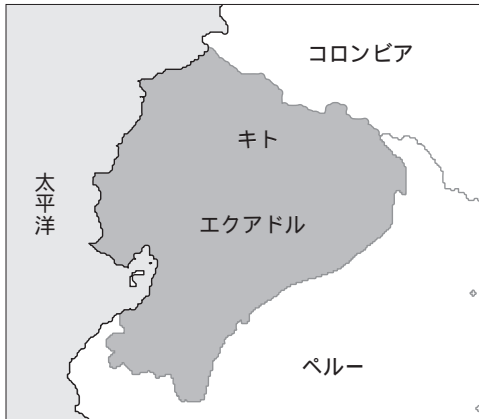 コロンビア
キト
太平洋
エクアドル
ペルー